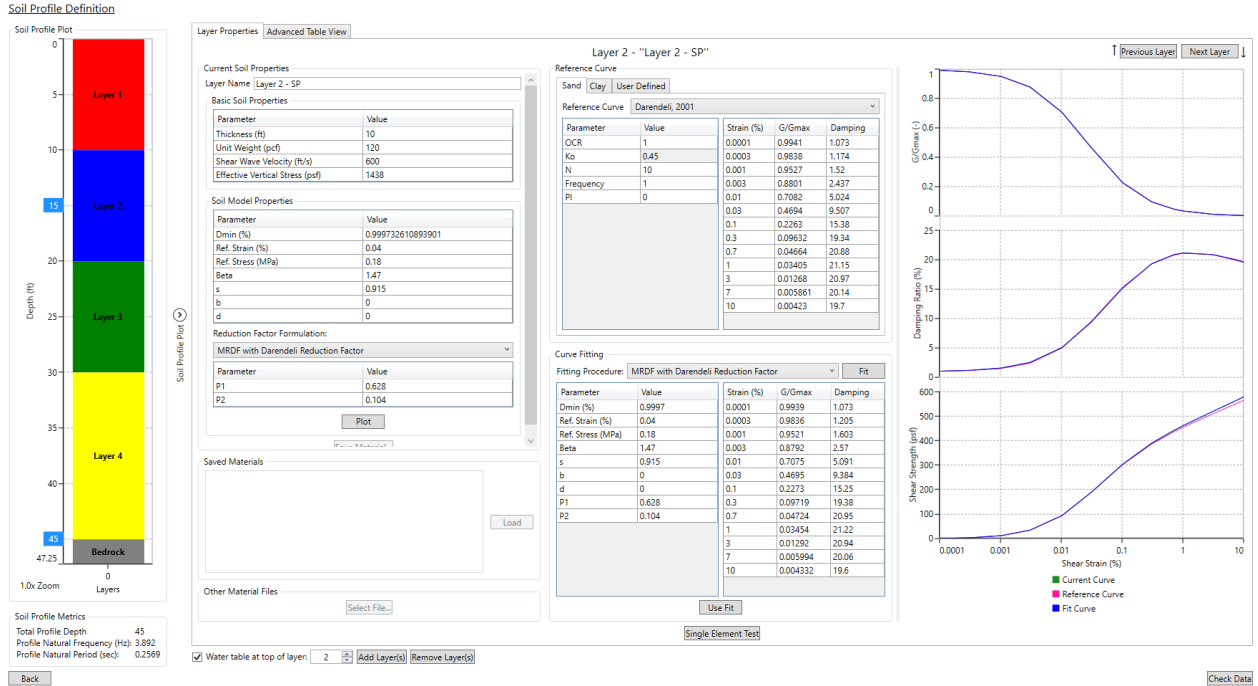 Soil Profile Definition
Soil Profile Plot
0
5
10
15
20
25
30
35
40
45
47.25
Depth (ft)
Layer 1
Layer 2
Layer 3
Layer 4
Bedrock
0
1.0x Zoom
Layers
Soil Profile Metrics
Total Profile Depth 45
Profile Natural Frequency (Hz): 3.892
Profile Natural Period (sec): 0.2569
Back
Soil Profile Plot
Layer Properties Advanced Table View
Layer 2 - "Layer 2 - SP"
Previous Layer Next Layer
Current Soil Properties
Layer Name Layer 2 - SP
Basic Soil Properties
Parameter Value
Thickness (ft) 10
Unit Weight (pcf) 120
Shear Wave Velocity (ft/s) 600
Effective Vertical Stress (psf) 1438
Soil Model Properties
Parameter Value
Dmin (%) 0.999732610893901
Ref. Strain (%) 0.04
Ref. Stress (MPa) 0.18
Beta 1.47
s 0.915
b 0
d 0
Reduction Factor Formulation:
MRDF with Darendeli Reduction Factor
Parameter Value
P1 0.628
P2 0.104
Plot
Save Material
Saved Materials
Load
Other Material Files
Select File...
Water table at top of layer: 2 Add Layer(s) Remove Layer(s)
Reference Curve
Sand Clay User Defined
Reference Curve Darendeli, 2001
Parameter Value
OCR 1
Ko 0.45
N 10
Frequency 1
PI 0
Strain (%) G/Gmax Damping
0.0001 0.9941 1.073
0.0003 0.9838 1.174
0.001 0.9527 1.52
0.003 0.8801 2.437
0.01 0.7082 5.024
0.03 0.4694 9.507
0.1 0.2263 15.38
0.3 0.09632 19.34
0.7 0.04664 20.88
1 0.03405 21.15
3 0.01268 20.97
7 0.005861 20.14
10 0.00423 19.7
Curve Fitting
Fitting Procedure: MRDF with Darendeli Reduction Factor Fit
Parameter Value
Dmin (%) 0.9997
Ref. Strain (%) 0.04
Ref. Stress (MPa) 0.18
Beta 1.47
s 0.915
b 0
d 0
P1 0.628
P2 0.104
Strain (%) G/Gmax Damping
0.0001 0.9939 1.073
0.0003 0.9836 1.205
0.001 0.9521 1.603
0.003 0.8792 2.57
0.01 0.7075 5.091
0.03 0.4695 9.384
0.1 0.2273 15.25
0.3 0.09719 19.38
0.7 0.04724 20.95
1 0.03454 21.22
3 0.01292 20.94
7 0.005994 20.06
10 0.004332 19.6
Use Fit
Single Element Test
G/Gmax (-)
1
0.8
0.6
0.4
0.2
0
Damping Ratio (%)
25
20
15
10
5
0
Shear Strength (psf)
600
500
400
300
200
100
0
0.0001 0.001 0.01 0.1 1 10
Shear Strain (%)
Current Curve
Reference Curve
Fit Curve
Check Data